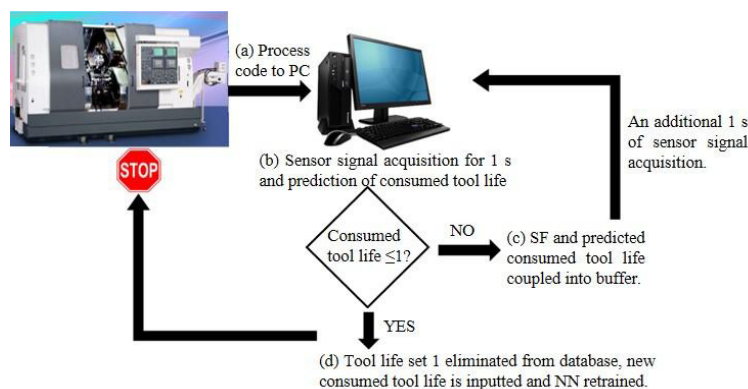 (a) Process
code to PC
An additional 1 s
of sensor signal
acquisition.
STOP
(b) Sensor signal acquisition for 1 s
and prediction of consumed tool life
Consumed
tool life ≤1?
NO
(c) SF and predicted
consumed tool life
coupled into buffer.
YES
(d) Tool life set 1 eliminated from database, new
consumed tool life is inputted and NN retrained.